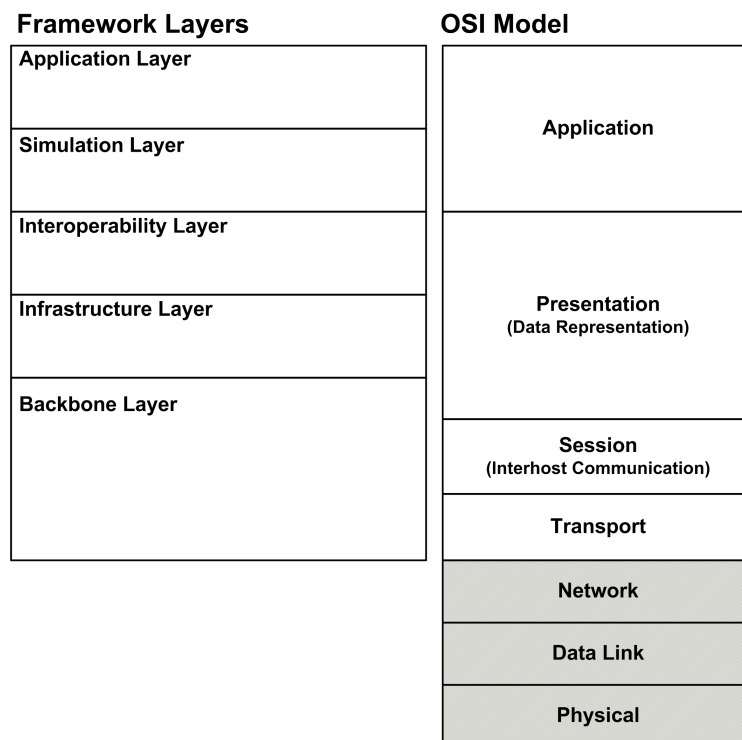 Framework Layers
Application Layer
Simulation Layer
Interoperability Layer
Infrastructure Layer
Backbone Layer
OSI Model
Application
Presentation
(Data Representation)
Session
(Interhost Communication)
Transport
Network
Data Link
Physical